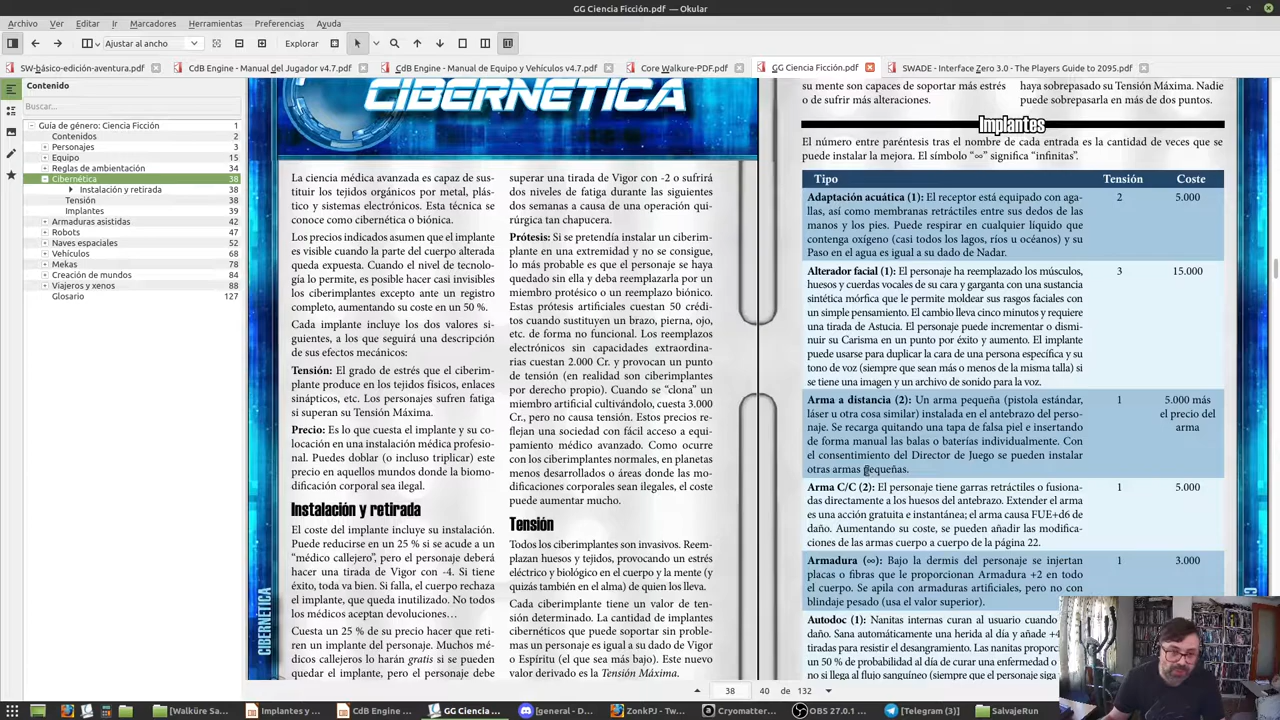 GG Ciencia Ficción.pdf — Okular
Archivo Ver Editar Ir Marcadores Herramientas Preferencias Ayuda
Ajustar al ancho
Explorar
SW-básico-edición-aventura.pdf
CdB Engine - Manual del Jugador v4.7.pdf
CdB Engine - Manual de Equipo y Vehículos v4.7.pdf
Core Walkure-PDF.pdf
GG Ciencia Ficción.pdf
SWADE - Interface Zero 3.0 - The Players Guide to 2095.pdf
Contenido
Buscar...
Guía de género: Ciencia Ficción 1
Contenidos 2
Personajes 3
Equipo 15
Reglas de ambientación 34
Cibernética 38
Instalación y retirada 38
Tensión 38
Implantes 39
Armaduras asistidas 42
Robots 47
Naves espaciales 52
Vehículos 68
Mekas 78
Creación de mundos 84
Viajeros y xenos 88
Glosario 127
CIBERNÉTICA
La ciencia médica avanzada es capaz de sus-
tituir los tejidos orgánicos por metal, plás-
tico y sistemas electrónicos. Esta técnica se
conoce como cibernética o biónica.
Los precios indicados asumen que el implante
es visible cuando la parte del cuerpo alterada
queda expuesta. Cuando el nivel de tecnolo-
gía lo permite, es posible hacer casi invisibles
los ciberimplantes excepto ante un registro
completo, aumentando su coste en un 50 %.
Cada implante incluye los dos valores si-
guientes, a los que seguirá una descripción
de sus efectos mecánicos:
Tensión: El grado de estrés que el ciberim-
plante produce en los tejidos físicos, enlaces
sinápticos, etc. Los personajes sufren fatiga
si superan su Tensión Máxima.
Precio: Es lo que cuesta el implante y su co-
locación en una instalación médica profesio-
nal. Puedes doblar (o incluso triplicar) este
precio en aquellos mundos donde la biomo-
dificación corporal sea ilegal.
Instalación y retirada
El coste del implante incluye su instalación.
Puede reducirse en un 25 % si se acude a un
“médico callejero”, pero el personaje deberá
hacer una tirada de Vigor con -4. Si tiene
éxito, toda va bien. Si falla, el cuerpo rechaza
el implante, que queda inutilizado. No todos
los médicos aceptan devoluciones…
Cuesta un 25 % de su precio hacer que reti-
ren un implante del personaje. Muchos mé-
dicos callejeros lo harán gratis si se pueden
quedar el implante, pero el personaje debe
superar una tirada de Vigor con -2 o sufrirá
dos niveles de fatiga durante las siguientes
dos semanas a causa de una operación qui-
rúrgica tan chapucera.
Prótesis: Si se pretendía instalar un ciberim-
plante en una extremidad y no se consigue,
lo más probable es que el personaje se haya
quedado sin ella y deba reemplazarla por un
miembro protésico o un reemplazo biónico.
Estas prótesis artificiales cuestan 50 crédi-
tos cuando sustituyen un brazo, pierna, ojo,
etc. de forma no funcional. Los reemplazos
electrónicos sin capacidades extraordina-
rias cuestan 2.000 Cr. y provocan un punto
de tensión (en realidad son ciberimplantes
por derecho propio). Cuando se “clona” un
miembro artificial cultivándolo, cuesta 3.000
Cr., pero no causa tensión. Estos precios re-
flejan una sociedad con fácil acceso a equi-
pamiento médico avanzado. Como ocurre
con los ciberimplantes normales, en planetas
menos desarrollados o áreas donde las mo-
dificaciones corporales sean ilegales, el coste
puede aumentar mucho.
Tensión
Todos los ciberimplantes son invasivos. Reem-
plazan huesos y tejidos, provocando un estrés
eléctrico y biológico en el cuerpo y la mente (y
quizás también en el alma) de quien los lleva.
Cada ciberimplante tiene un valor de ten-
sión determinado. La cantidad de implantes
cibernéticos que puede soportar sin proble-
mas un personaje es igual a su dado de Vigor
o Espíritu (el que sea más bajo). Este nuevo
valor derivado es la Tensión Máxima.
CIBERNÉTICA
su mente son capaces de soportar más estrés
o de sufrir más alteraciones.
haya sobrepasado su Tensión Máxima. Nadie
puede sobrepasarla en más de dos puntos.
Implantes
El número entre paréntesis tras el nombre de cada entrada es la cantidad de veces que se
puede instalar la mejora. El símbolo “∞” significa “infinitas”.
Tipo Tensión Coste
Adaptación acuática (1): El receptor está equipado con aga- 2 5.000
llas, así como membranas retráctiles entre sus dedos de las
manos y los pies. Puede respirar en cualquier líquido que
contenga oxígeno (casi todos los lagos, ríos u océanos) y su
Paso en el agua es igual a su dado de Nadar.
Alterador facial (1): El personaje ha reemplazado los músculos, 3 15.000
huesos y cuerdas vocales de su cara y garganta con una sustancia
sintética mórfica que le permite moldear sus rasgos faciales con
un simple pensamiento. El cambio lleva cinco minutos y requiere
una tirada de Astucia. El personaje puede incrementar o dismi-
nuir su Carisma en un punto por éxito y aumento. El implante
puede usarse para duplicar la cara de una persona específica y su
tono de voz (siempre que sean más o menos de la misma talla) si
se tiene una imagen y un archivo de sonido para la voz.
Arma a distancia (2): Un arma pequeña (pistola estándar, 1 5.000 más
láser u otra cosa similar) instalada en el antebrazo del perso- el precio del
naje. Se recarga quitando una tapa de falsa piel e insertando arma
de forma manual las balas o baterías individualmente. Con
el consentimiento del Director de Juego se pueden instalar
otras armas pequeñas.
Arma C/C (2): El personaje tiene garras retráctiles o fusiona- 1 5.000
das directamente a los huesos del antebrazo. Extender el arma
es una acción gratuita e instantánea; el arma causa FUE+d6 de
daño. Aumentando su coste, se pueden añadir las modifica-
ciones de las armas cuerpo a cuerpo de la página 22.
Armadura (∞): Bajo la dermis del personaje se injertan 1 3.000
placas o fibras que le proporcionan Armadura +2 en todo
el cuerpo. Se apila con armaduras artificiales, pero no con
blindaje pesado (usa el valor superior).
Autodoc (1): Nanitas internas curan al usuario cuando
daño. Sana automáticamente una herida al día y añade +4
tiradas para resistir el desangramiento. Las nanitas proporc
un 50 % de probabilidad al día de curar una enfermedad o
no si llega al flujo sanguíneo (siempre que el personaje siga
38 40 de 132
[Walküre Sag... Implantes y ... CdB Engine ... GG Ciencia ... [general - D... ZonkPJ - Tw... Cryomatter... OBS 27.0.1 ... [Telegram (3)] SalvajeRun